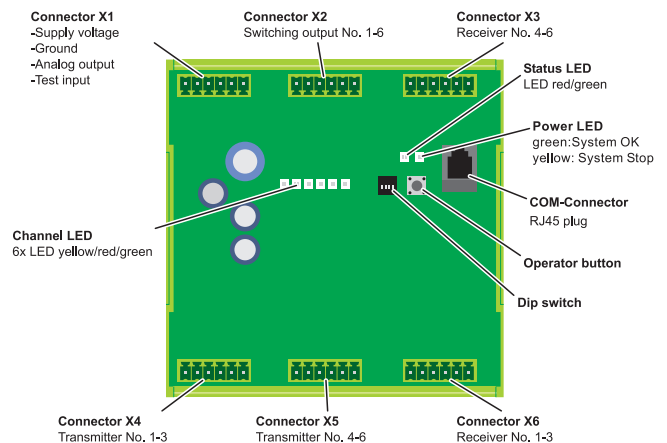 Connector X1
-Supply voltage
-Ground
-Analog output
-Test input
Connector X2
Switching output No. 1-6
Connector X3
Receiver No. 4-6
Status LED
LED red/green
Power LED
green:System OK
yellow: System Stop
COM-Connector
RJ45 plug
Channel LED
6x LED yellow/red/green
Operator button
Dip switch
Connector X4
Transmitter No. 1-3
Connector X5
Transmitter No. 4-6
Connector X6
Receiver No. 1-3